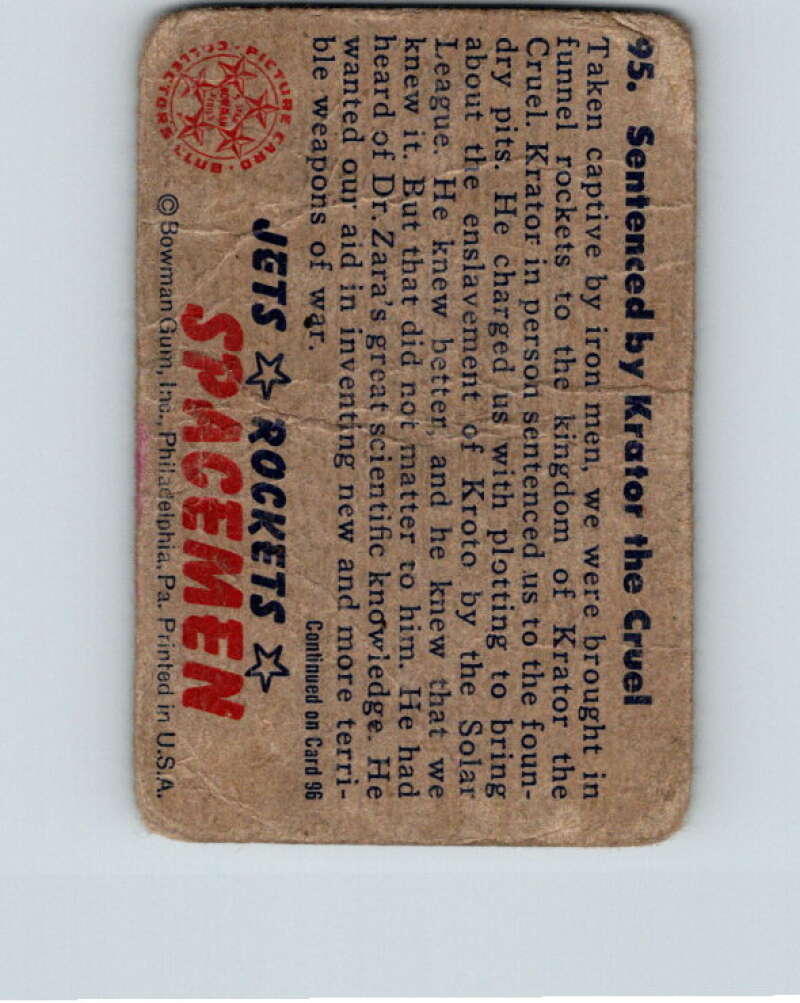 95. Sentenced by Krator the Cruel
Taken captive by iron men, we were brought in
funnel rockets to the kingdom of Krator the
Cruel. Krator in person sentenced us to the foun-
dry pits. He charged us with plotting to bring
about the enslavement of Kroto by the Solar
League. He knew better, and he knew that we
knew it. But that did not matter to him. He had
heard of Dr. Zara's great scientific knowledge. He
wanted our aid in inventing new and more terri-
ble weapons of war.
Continued on Card 96
JETS ☆ ROCKETS ☆
SPACEMEN
PICTURE CARD COLLECTORS
© Bowman Gum, Inc., Philadelphia, Pa. Printed in U.S.A.